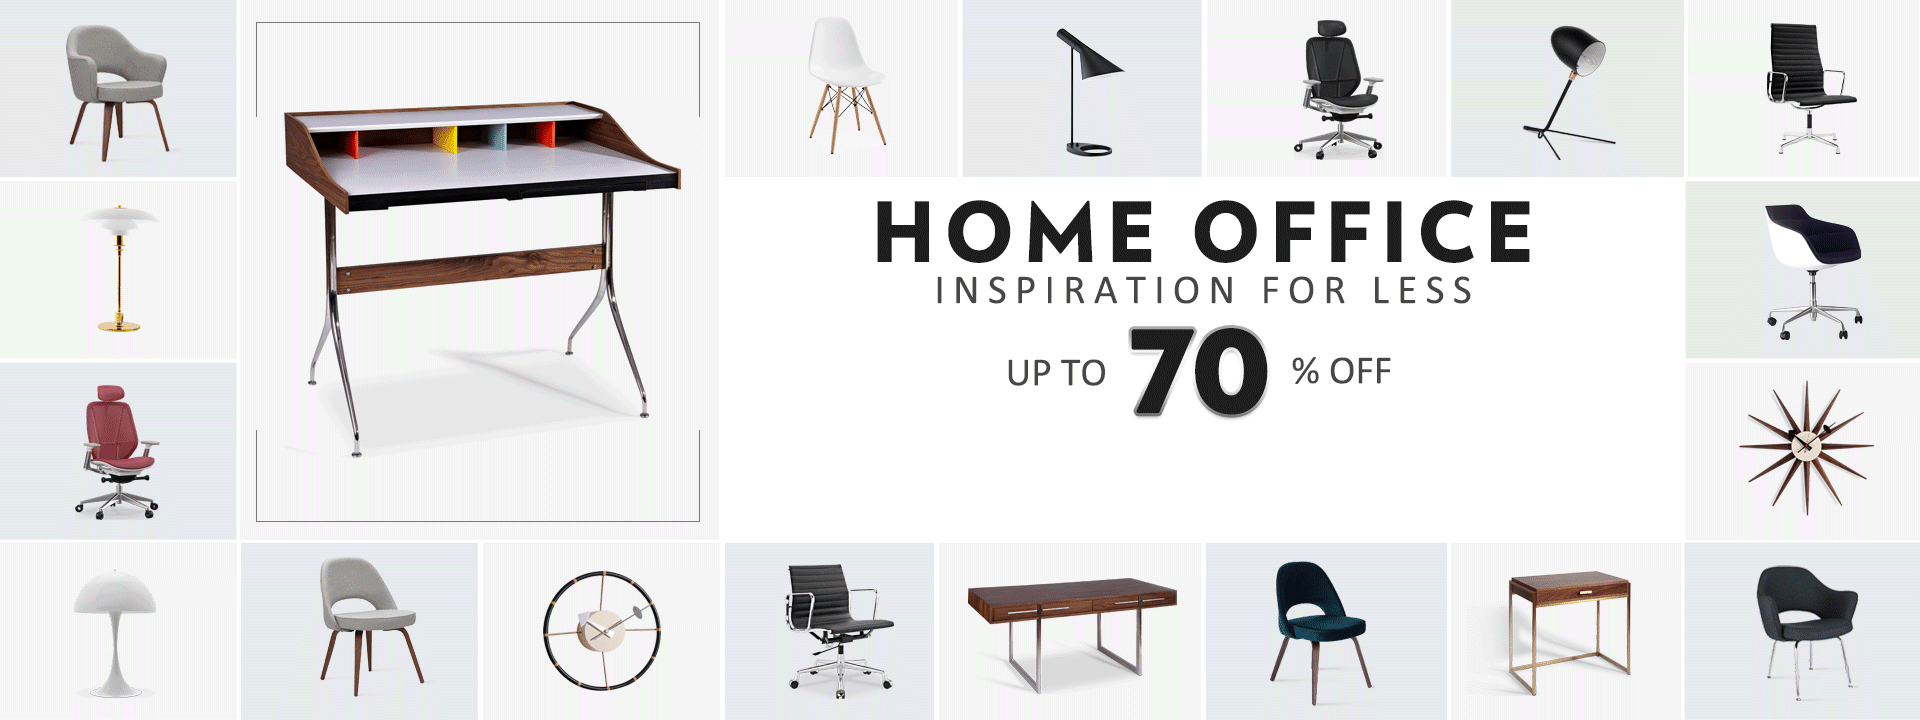 HOME OFFICE
INSPIRATION FOR LESS
UP TO 70 % OFF